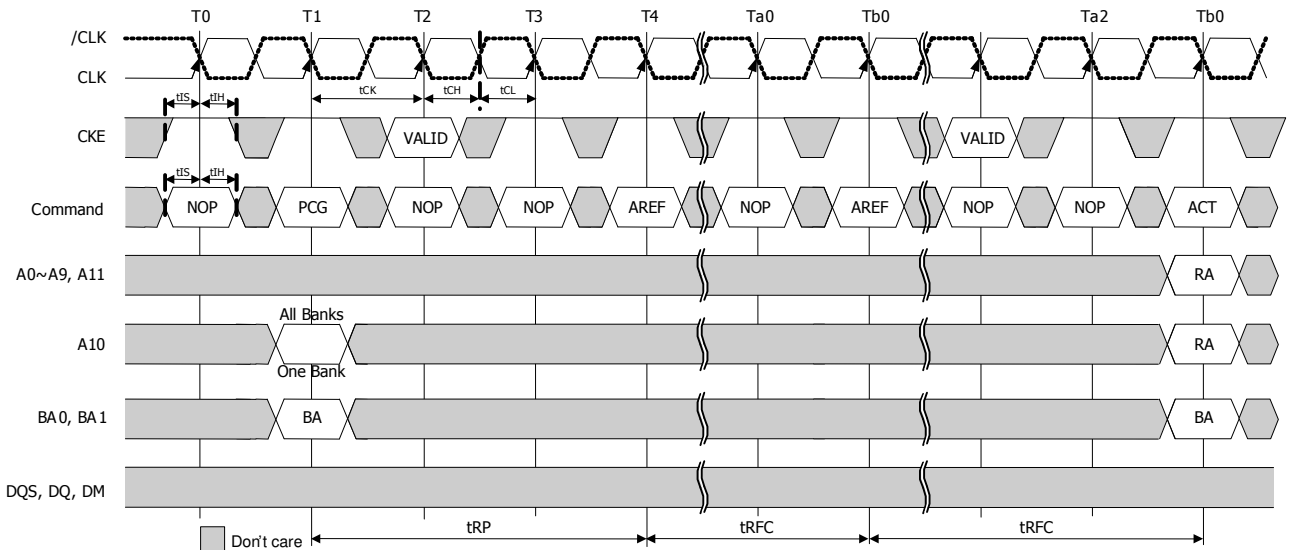 T0 T1 T2 T3 T4 Ta0 Tb0 Ta2 Tb0
/CLK
CLK
tCK tCH tCL
tIS tIH
CKE VALID VALID
tIS tIH
Command NOP PCG NOP NOP AREF NOP AREF NOP NOP ACT
A0~A9, A11 RA
All Banks
A10 RA
One Bank
BA0, BA1 BA BA
DQS, DQ, DM
tRP tRFC tRFC
Don't care